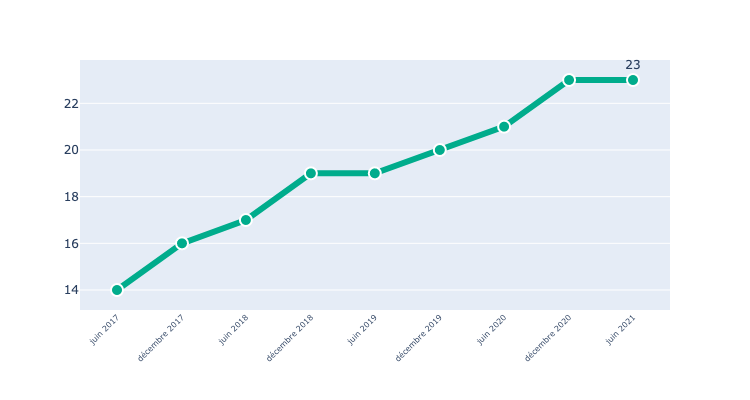 23
22
20
18
16
14
juin 2017
décembre 2017
juin 2018
décembre 2018
juin 2019
décembre 2019
juin 2020
décembre 2020
juin 2021